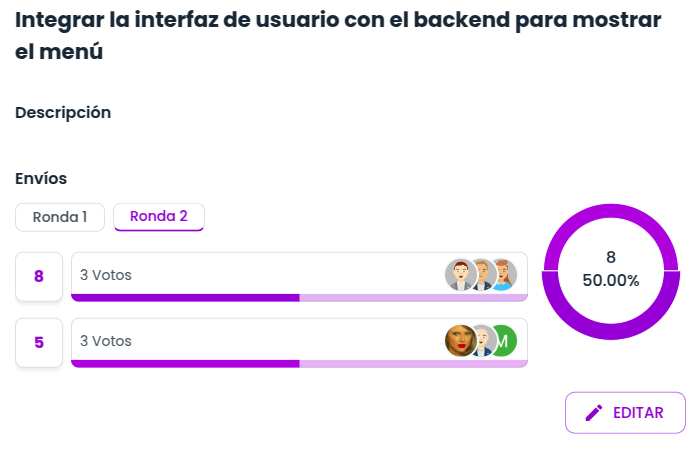 Integrar la interfaz de usuario con el backend para mostrar
el menú
Descripción
Envíos
Ronda 1
Ronda 2
8
3 Votos
5
3 Votos
M
8
50.00%
EDITAR